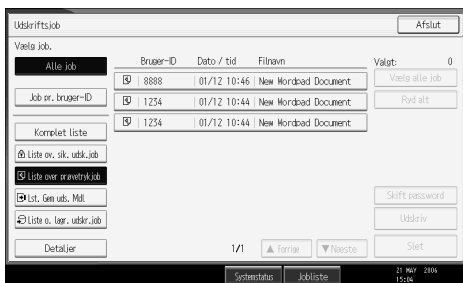 Udskriftsjob
Afslut
Vælg job.
Alle job
Job pr. bruger-ID
Komplet liste
Liste ov. sik. udsk.job
Liste over prøvetrykjob
Lst. Gem uds. Mdl
Liste o. lagr. udskr.job
Detaljer
Bruger-ID Dato / tid Filnavn
8888 01/12 10:46 New Wordpad Document
1234 01/12 10:44 New Wordpad Document
1234 01/12 10:44 New Wordpad Document
1/1 ▲ Forrige ▼ Næste
Valgt: 0
Vælg alle job
Ryd alt
Skift password
Udskriv
Slet
Systemstatus Jobliste
21 MAY 2006
15:04